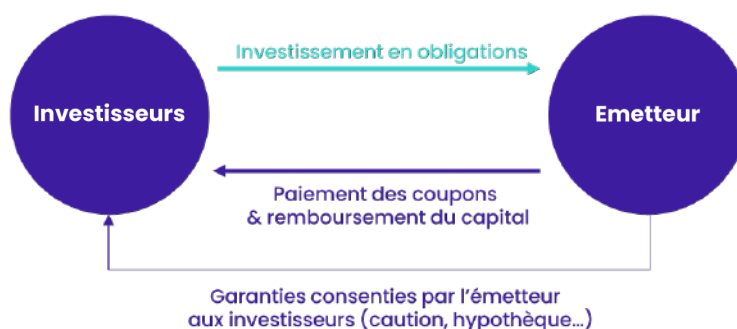 Investissement en obligations
Investisseurs
Emetteur
Paiement des coupons
& remboursement du capital
Garanties consenties par l'émetteur
aux investisseurs (caution, hypothèque...)